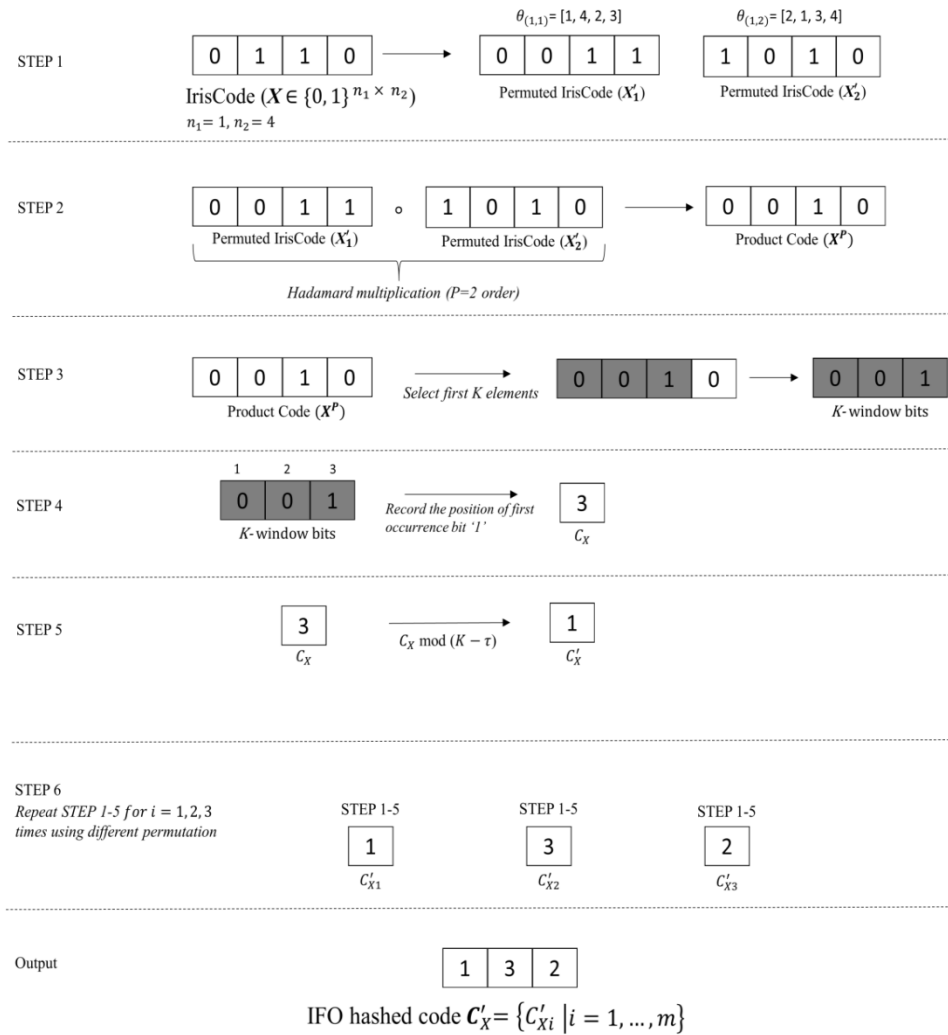 θ(1,1)= [1, 4, 2, 3] θ(1,2)= [2, 1, 3, 4]
STEP 1
0 1 1 0 0 0 1 1 1 0 1 0
IrisCode (X ∈ {0, 1}^{n₁ × n₂}) Permuted IrisCode (X′₁) Permuted IrisCode (X′₂)
n₁= 1, n₂= 4
STEP 2
0 0 1 1 ∘ 1 0 1 0 0 0 1 0
Permuted IrisCode (X′₁) Permuted IrisCode (X′₂) Product Code (X^P)
Hadamard multiplication (P=2 order)
STEP 3
0 0 1 0 0 0 1 0 0 0 1
Select first K elements
Product Code (X^P) K-window bits
1 2 3
STEP 4
0 0 1 3
Record the position of first
occurrence bit ‘1’
K-window bits C_X
STEP 5
3 1
C_X mod (K − τ)
C_X C′_X
STEP 6
Repeat STEP 1-5 for i = 1, 2, 3
times using different permutation
STEP 1-5 STEP 1-5 STEP 1-5
1 3 2
C′_{X1} C′_{X2} C′_{X3}
Output
1 3 2
IFO hashed code C′_X= {C′_{Xi} |i = 1, ..., m}